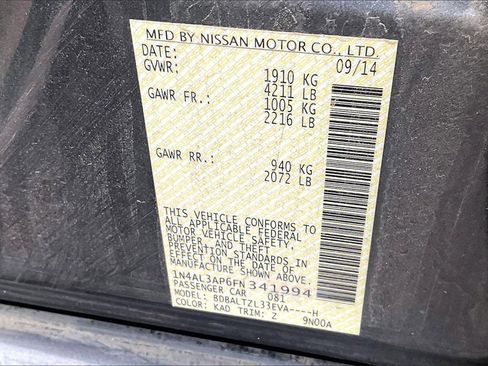 MFD BY NISSAN MOTOR CO., LTD.
DATE: 09/14
GVWR: 1910 KG
4211 LB
GAWR FR.: 1005 KG
2216 LB
GAWR RR.: 940 KG
2072 LB
THIS VEHICLE CONFORMS TO
ALL APPLICABLE FEDERAL
MOTOR VEHICLE SAFETY,
BUMPER, AND THEFT
PREVENTION STANDARDS IN
EFFECT ON THE DATE OF
MANUFACTURE SHOWN ABOVE.
1N4AL3AP6FN341994
PASSENGER CAR 081
MODEL: BDBALTZL33EVA----H
COLOR: KAD TRIM: Z 9N00A